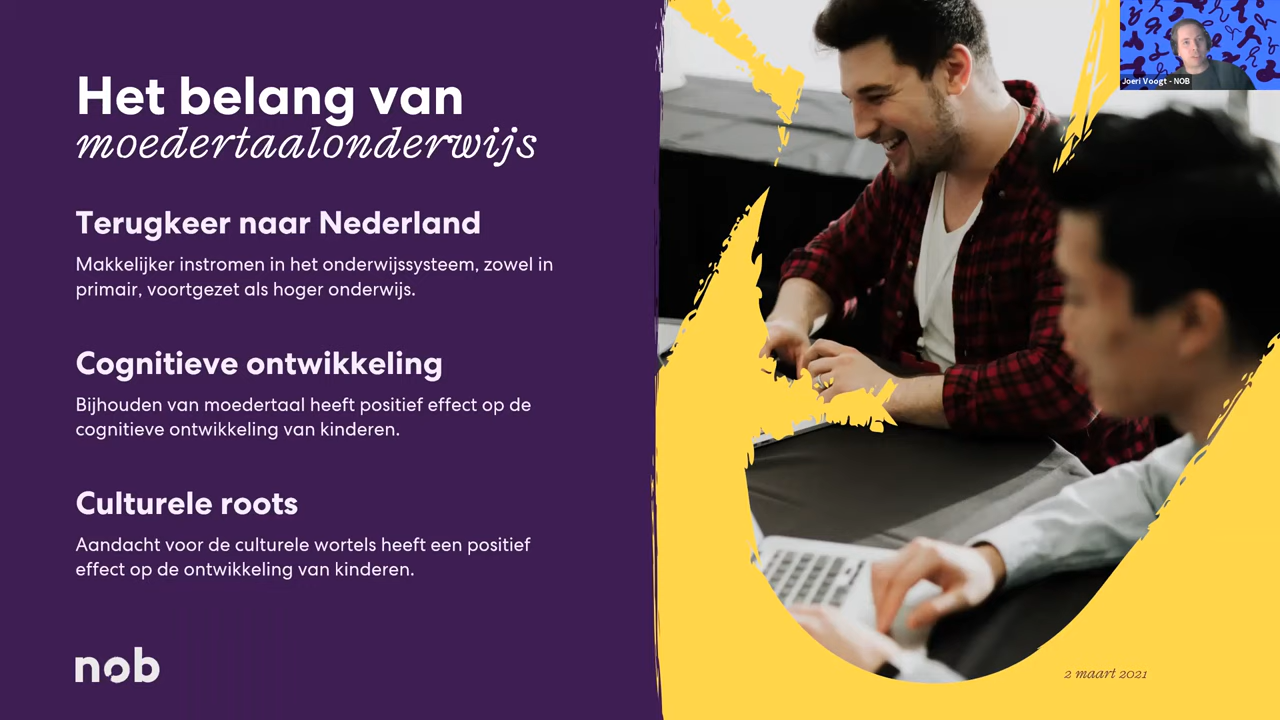 Het belang van
moedertaalonderwijs
Terugkeer naar Nederland
Makkelijker instromen in het onderwijssysteem, zowel in
primair, voortgezet als hoger onderwijs.
Cognitieve ontwikkeling
Bijhouden van moedertaal heeft positief effect op de
cognitieve ontwikkeling van kinderen.
Culturele roots
Aandacht voor de culturele wortels heeft een positief
effect op de ontwikkeling van kinderen.
nob
Joeri Voogt - NOB
2 maart 2021